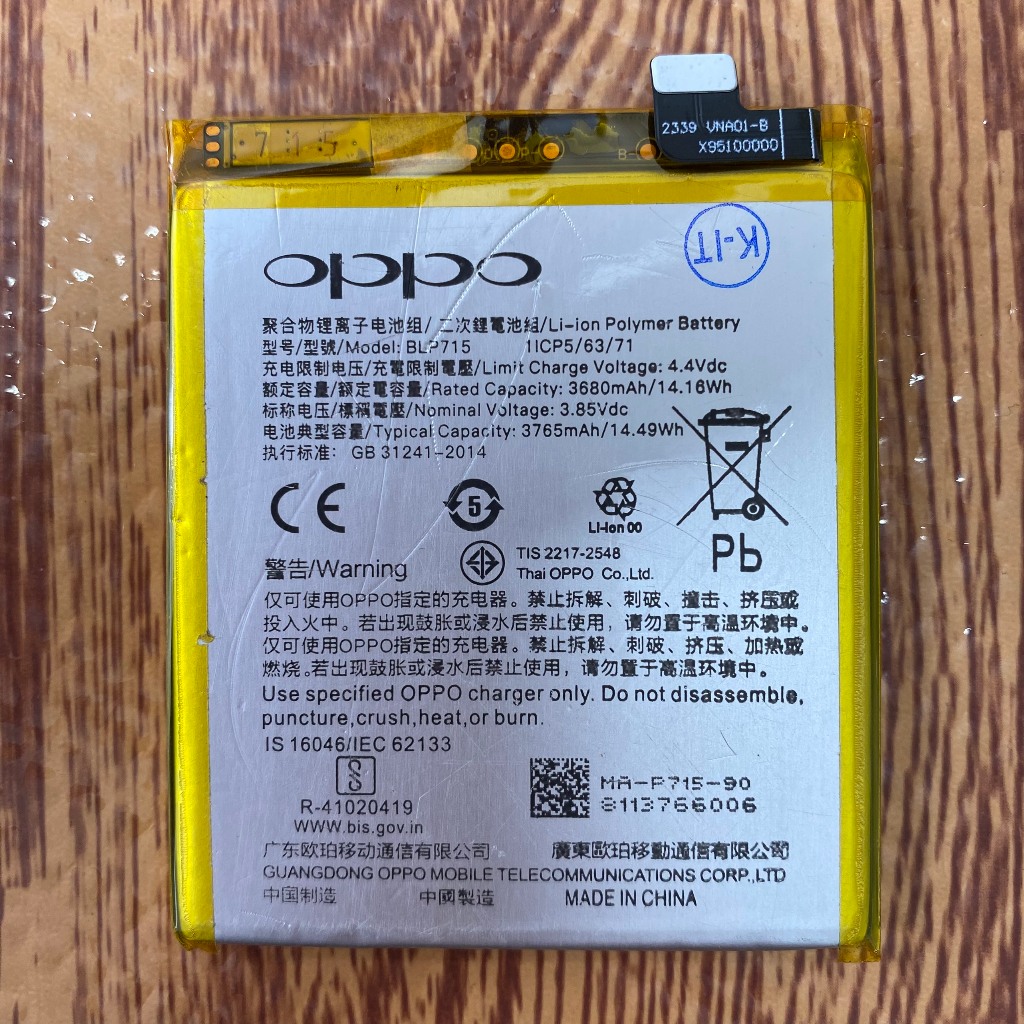 715
P+
B-
2339 VNA01-B
X95100000
K-1T
oppo
聚合物锂离子电池组/二次鋰電池組/Li-ion Polymer Battery
型号/型號/Model: BLP715 1ICP5/63/71
充电限制电压/充電限制電壓/Limit Charge Voltage: 4.4Vdc
额定容量/額定電容量/Rated Capacity: 3680mAh/14.16Wh
标称电压/標稱電壓/Nominal Voltage: 3.85Vdc
电池典型容量/Typical Capacity: 3765mAh/14.49Wh
执行标准: GB 31241-2014
CE
5
Li-Ion 00
Pb
TIS 2217-2548
Thai OPPO Co.,Ltd.
警告/Warning
仅可使用OPPO指定的充电器。禁止拆解、刺破、撞击、挤压或
投入火中。若出现鼓胀或浸水后禁止使用，请勿置于高温环境中。
仅可使用OPPO指定的充电器。禁止拆解、刺破、挤压、加热或
燃烧。若出现鼓胀或浸水后禁止使用，请勿置于高温环境中。
Use specified OPPO charger only. Do not disassemble,
puncture,crush,heat,or burn.
IS 16046/IEC 62133
R-41020419
WWW.bis.gov.in
MA-P715-90
8113766006
广东欧珀移动通信有限公司 廣東歐珀移動通信有限公司
GUANGDONG OPPO MOBILE TELECOMMUNICATIONS CORP.,LTD
中国制造 中國製造 MADE IN CHINA